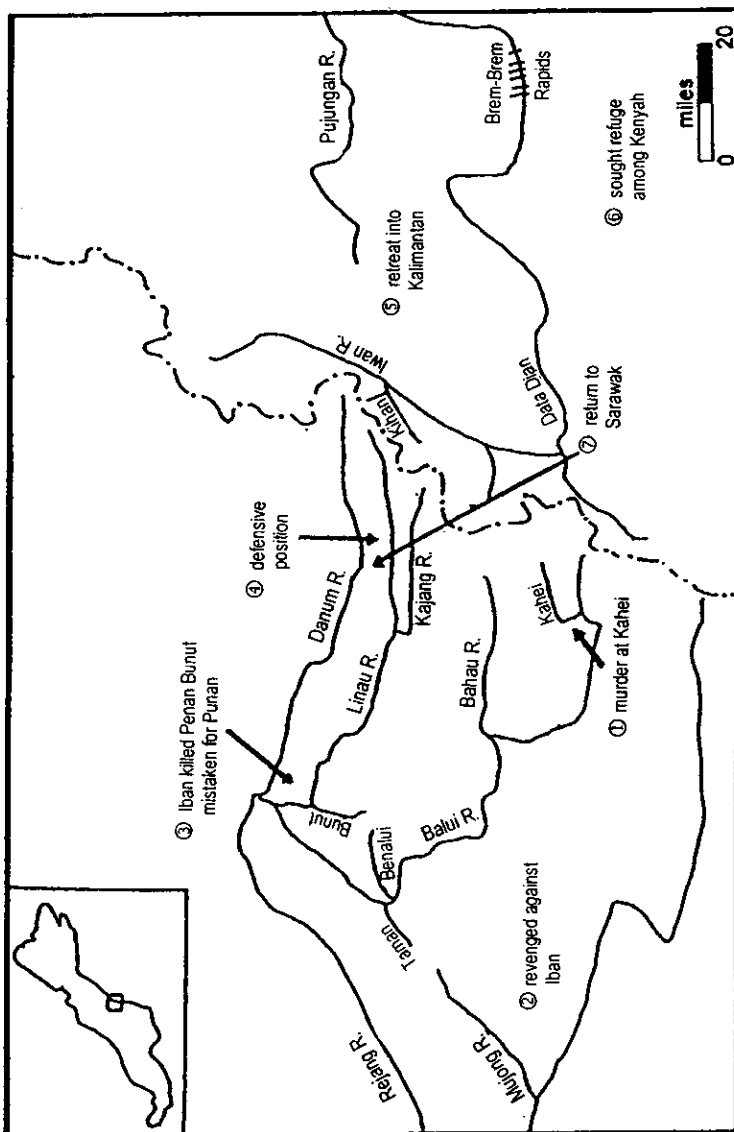 Pujungan R.
Brem-Brem
Rapids
miles
0 20
⑥ sought refuge
among Kenyah
⑤ retreat into
Kalimantan
Iwan R.
Kihan
Data Dian
⑦ return to
Sarawak
④ defensive
position
Danum R.
Kajang R.
Linau R.
Bahau R.
Kahei
① murder at Kahei
③ Iban killed Penan Bunut
mistaken for Punan
Bunut
Benalui
Balui R.
Taman
② revenged against
Iban
Rejang R.
Mujong R.